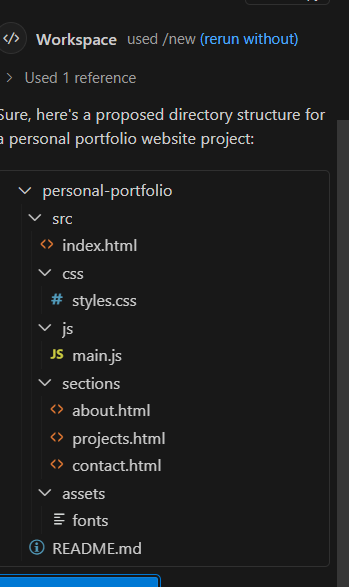 Workspace used /new (rerun without)
Used 1 reference
Sure, here's a proposed directory structure for
a personal portfolio website project:
personal-portfolio
src
index.html
css
# styles.css
js
JS main.js
sections
about.html
projects.html
contact.html
assets
fonts
README.md